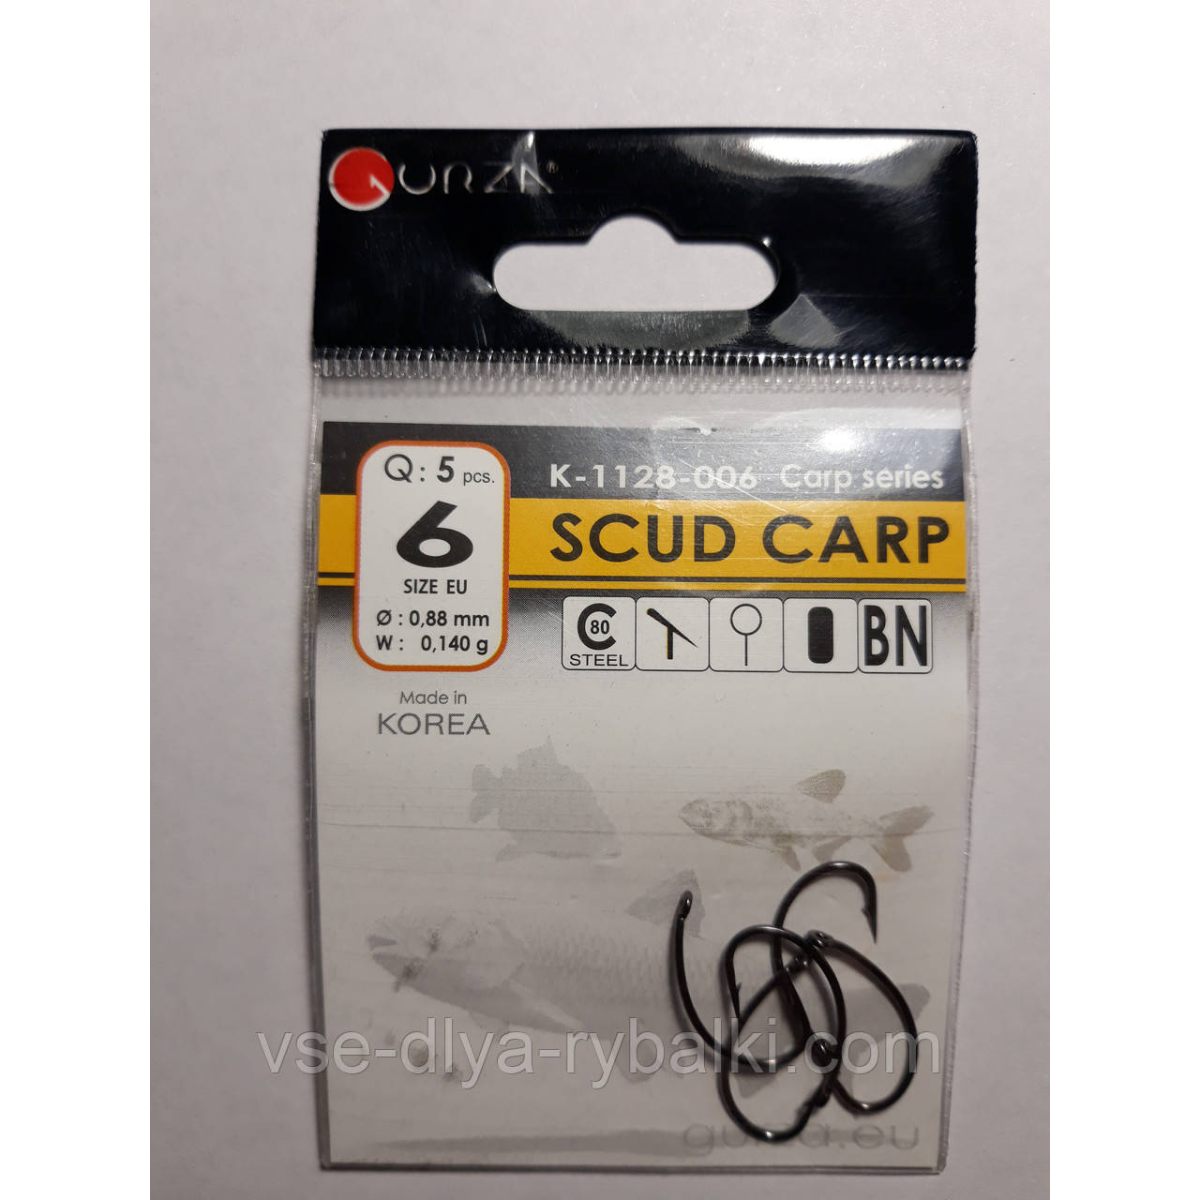 GURZA®
Q: 5 pcs.
6
SIZE EU
Ø : 0,88 mm
W : 0,140 g
K-1128-006 Carp series
SCUD CARP
C 80
STEEL
BN
Made in
KOREA
vse-dlya-rybalki.com
gurza.eu